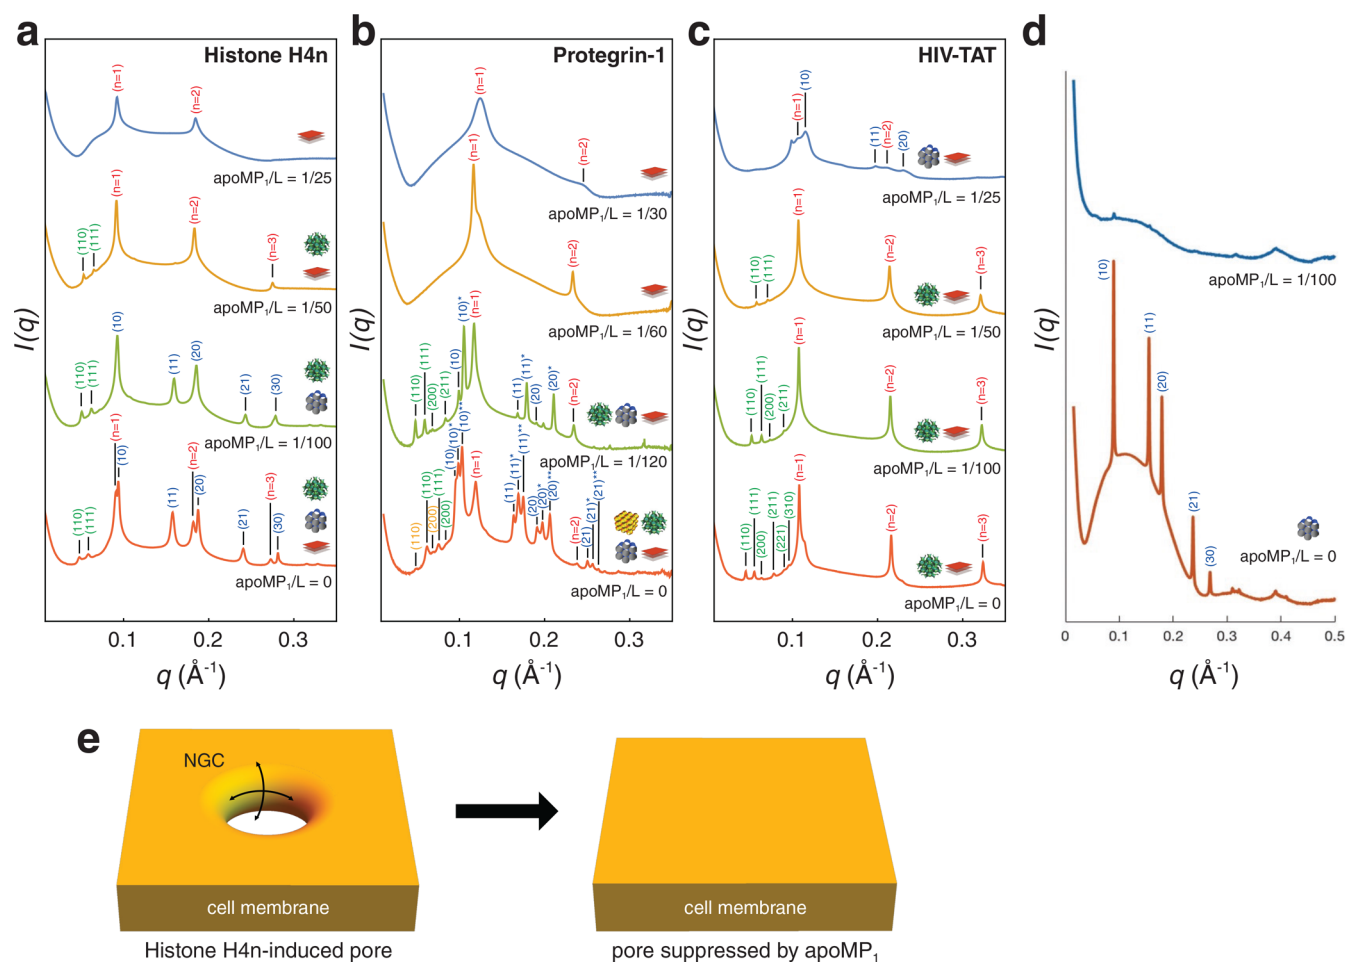 a
Histone H4n
I(q)
(n=1)
(n=2)
apoMP1/L = 1/25
(110)
(111)
(n=1)
(n=2)
(n=3)
apoMP1/L = 1/50
(110)
(111)
(10)
(11)
(20)
(21)
(30)
apoMP1/L = 1/100
(110)
(111)
(n=1)
(10)
(11)
(n=2)
(20)
(21)
(n=3)
(30)
apoMP1/L = 0
0.1 0.2 0.3
q (Å-1)
b
Protegrin-1
I(q)
(n=1)
(n=2)
apoMP1/L = 1/30
(n=1)
(n=2)
apoMP1/L = 1/60
(110)
(111)
(200)
(211)
(10)
(10)*
(n=1)
(11)
(11)*
(20)
(20)*
(n=2)
apoMP1/L = 1/120
(110)
(110)
(200)
(111)
(200)
(10)
(10)*
(10)**
(n=1)
(11)
(11)*
(11)**
(20)
(20)*
(20)**
(n=2)
(21)
(21)*
(21)**
apoMP1/L = 0
0.1 0.2 0.3
q (Å-1)
c
HIV-TAT
I(q)
(n=1)
(10)
(11)
(n=2)
(20)
apoMP1/L = 1/25
(110)
(111)
(n=1)
(n=2)
(n=3)
apoMP1/L = 1/50
(110)
(111)
(200)
(211)
(n=1)
(n=2)
(n=3)
apoMP1/L = 1/100
(110)
(111)
(200)
(211)
(221)
(310)
(n=1)
(n=2)
(n=3)
apoMP1/L = 0
0.1 0.2 0.3
q (Å-1)
d
I(q)
apoMP1/L = 1/100
(10)
(11)
(20)
(21)
(30)
apoMP1/L = 0
0 0.1 0.2 0.3 0.4 0.5
q (Å-1)
e
NGC
cell membrane
Histone H4n-induced pore
cell membrane
pore suppressed by apoMP1